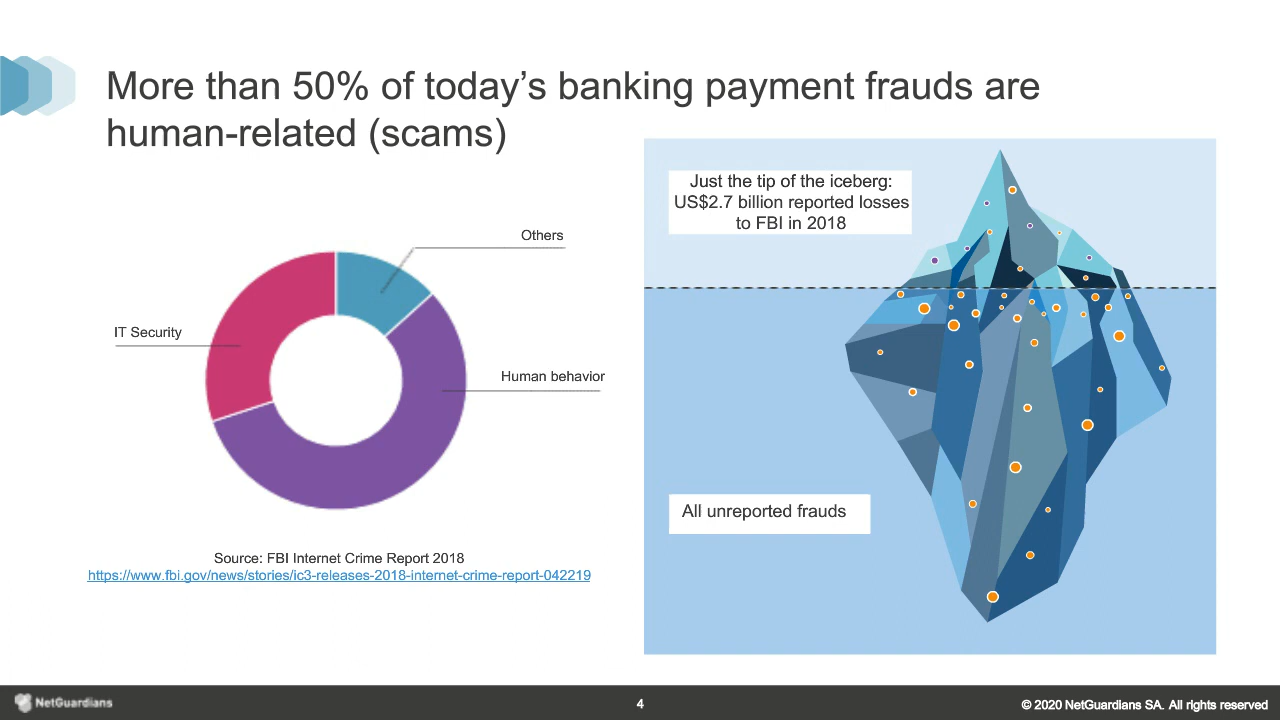 More than 50% of today’s banking payment frauds are
human-related (scams)
Just the tip of the iceberg:
US$2.7 billion reported losses
to FBI in 2018
Others
IT Security
Human behavior
All unreported frauds
Source: FBI Internet Crime Report 2018
https://www.fbi.gov/news/stories/ic3-releases-2018-internet-crime-report-042219
NetGuardians
4
© 2020 NetGuardians SA. All rights reserved